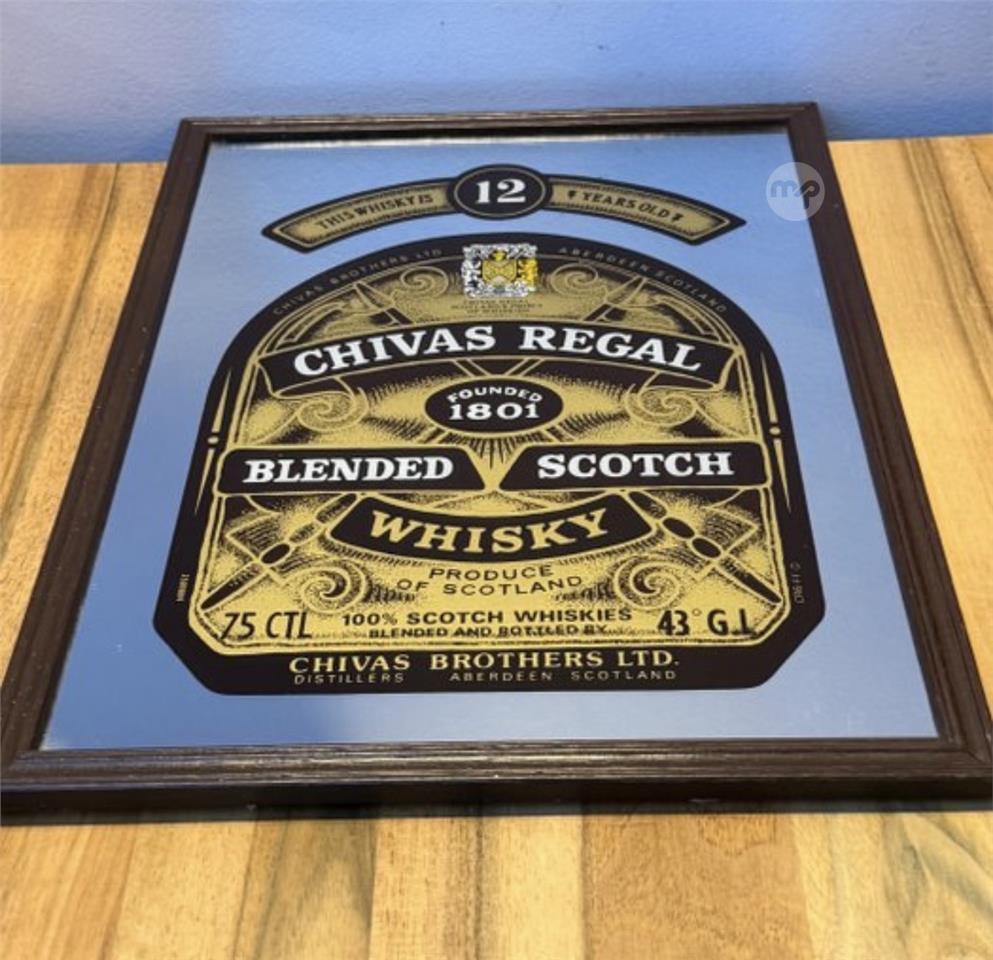 mp
12
THIS WHISKY IS YEARS OLD
CHIVAS BROTHERS LTD ABERDEEN SCOTLAND
CHIVAS REGAL
FOUNDED
1801
BLENDED SCOTCH
WHISKY
PRODUCE
OF SCOTLAND
75 CTL 100% SCOTCH WHISKIES 43° G.L.
BLENDED AND BOTTLED BY
CHIVAS BROTHERS LTD.
DISTILLERS ABERDEEN SCOTLAND